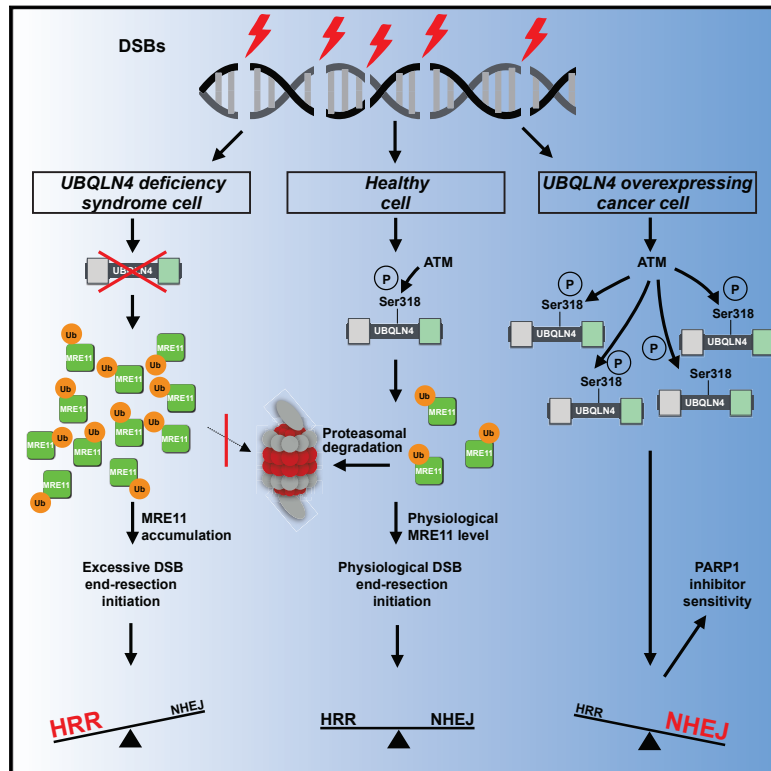 DSBs
UBQLN4 deficiency
syndrome cell
UBQLN4
Ub
MRE11
Ub
MRE11
Ub
MRE11
Ub
MRE11
Ub
MRE11
Ub
MRE11
Ub
MRE11
Ub
MRE11
Ub
MRE11
Ub
MRE11
Ub
MRE11
Ub
MRE11
MRE11
accumulation
Excessive DSB
end-resection
initiation
HRR
NHEJ
Healthy
cell
ATM
P
Ser318
UBQLN4
Ub
MRE11
Ub
MRE11
Ub
MRE11
Proteasomal
degradation
Physiological
MRE11 level
Physiological DSB
end-resection
initiation
HRR
NHEJ
UBQLN4 overexpressing
cancer cell
ATM
P
Ser318
UBQLN4
P
Ser318
UBQLN4
P
Ser318
UBQLN4
P
Ser318
UBQLN4
PARP1
inhibitor
sensitivity
HRR
NHEJ